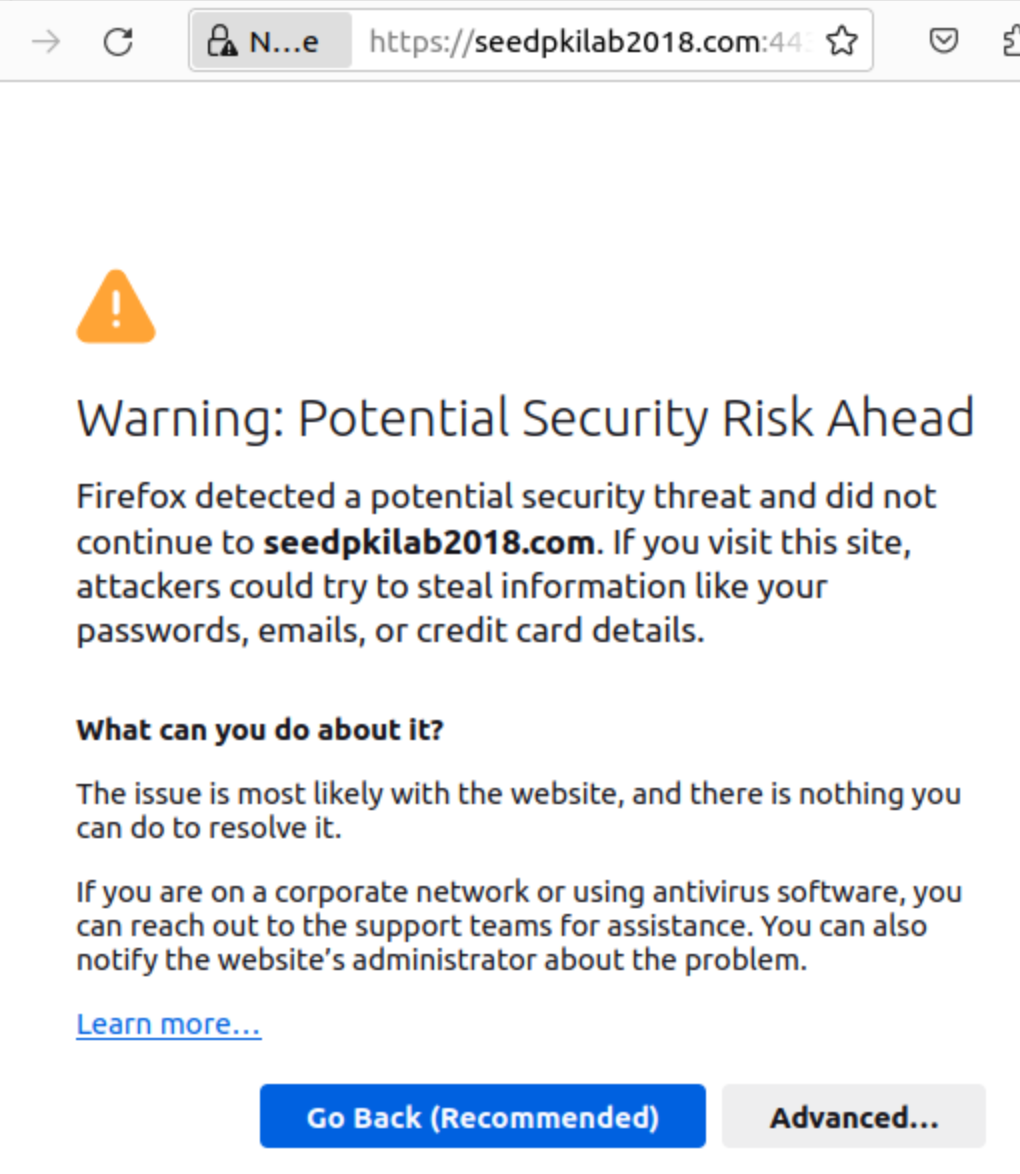 N...e https://seedpkilab2018.com:443
Warning: Potential Security Risk Ahead
Firefox detected a potential security threat and did not
continue to seedpkilab2018.com. If you visit this site,
attackers could try to steal information like your
passwords, emails, or credit card details.
What can you do about it?
The issue is most likely with the website, and there is nothing you
can do to resolve it.
If you are on a corporate network or using antivirus software, you
can reach out to the support teams for assistance. You can also
notify the website’s administrator about the problem.
Learn more…
Go Back (Recommended) Advanced...